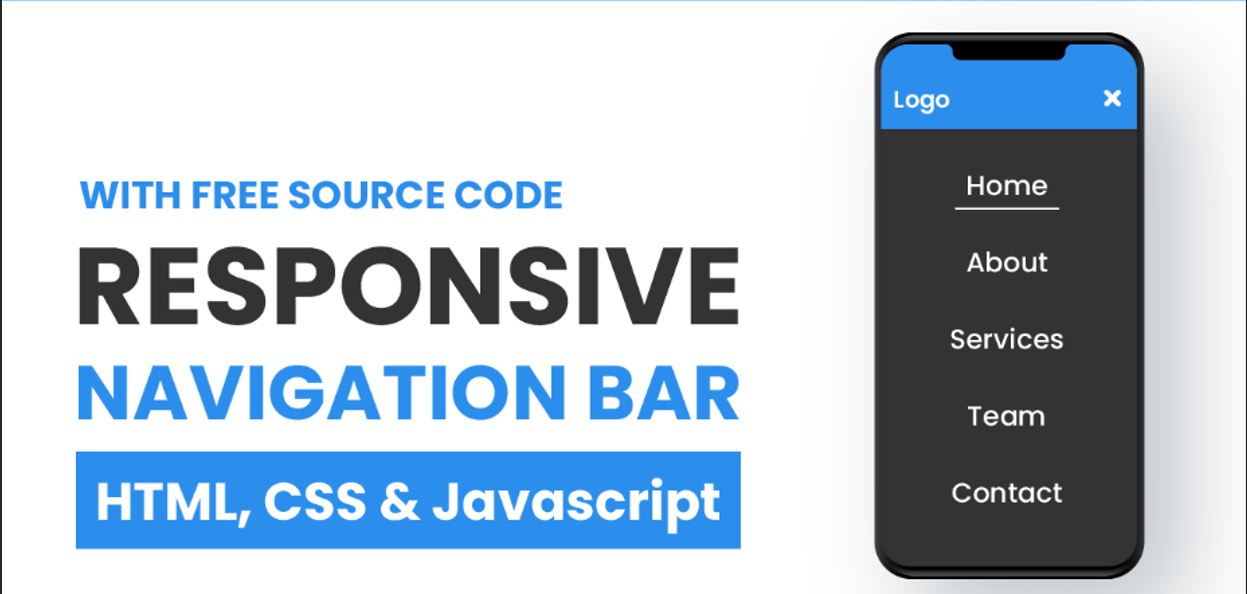 WITH FREE SOURCE CODE
RESPONSIVE
NAVIGATION BAR
HTML, CSS & Javascript
Logo
Home
About
Services
Team
Contact